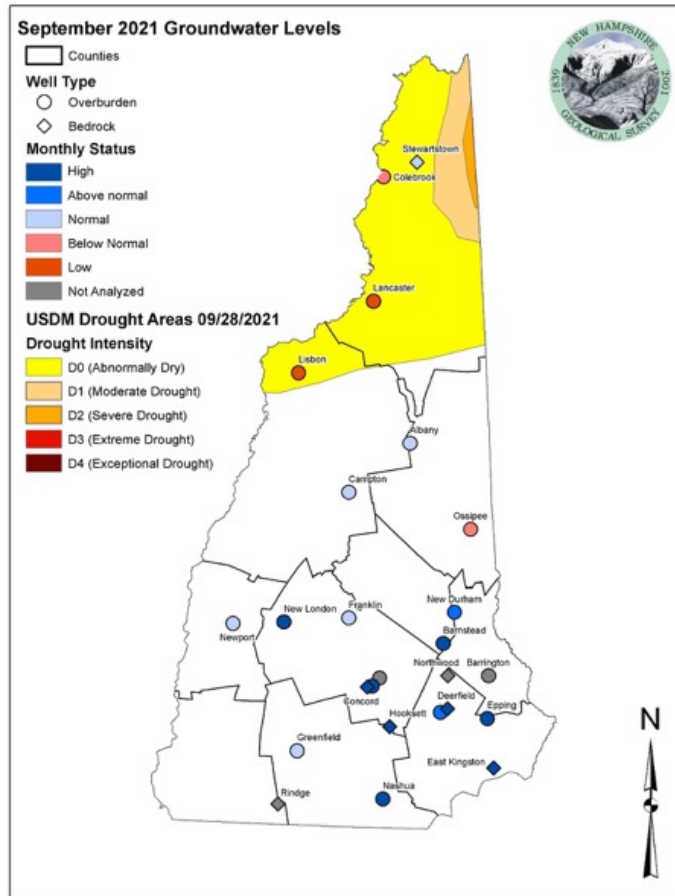 September 2021 Groundwater Levels
Counties
Well Type
Overburden
Bedrock
Monthly Status
High
Above normal
Normal
Below Normal
Low
Not Analyzed
USDM Drought Areas 09/28/2021
Drought Intensity
D0 (Abnormally Dry)
D1 (Moderate Drought)
D2 (Severe Drought)
D3 (Extreme Drought)
D4 (Exceptional Drought)
NEW HAMPSHIRE
1839
2001
GEOLOGICAL SURVEY
Stewartstown
Colebrook
Lancaster
Lisbon
Albany
Campton
Ossipee
New London
Franklin
New Durham
Newport
Barnstead
Northwood
Barrington
Concord
Deerfield
Hooksett
Epping
Greenfield
East Kingston
Rindge
Nashua
N